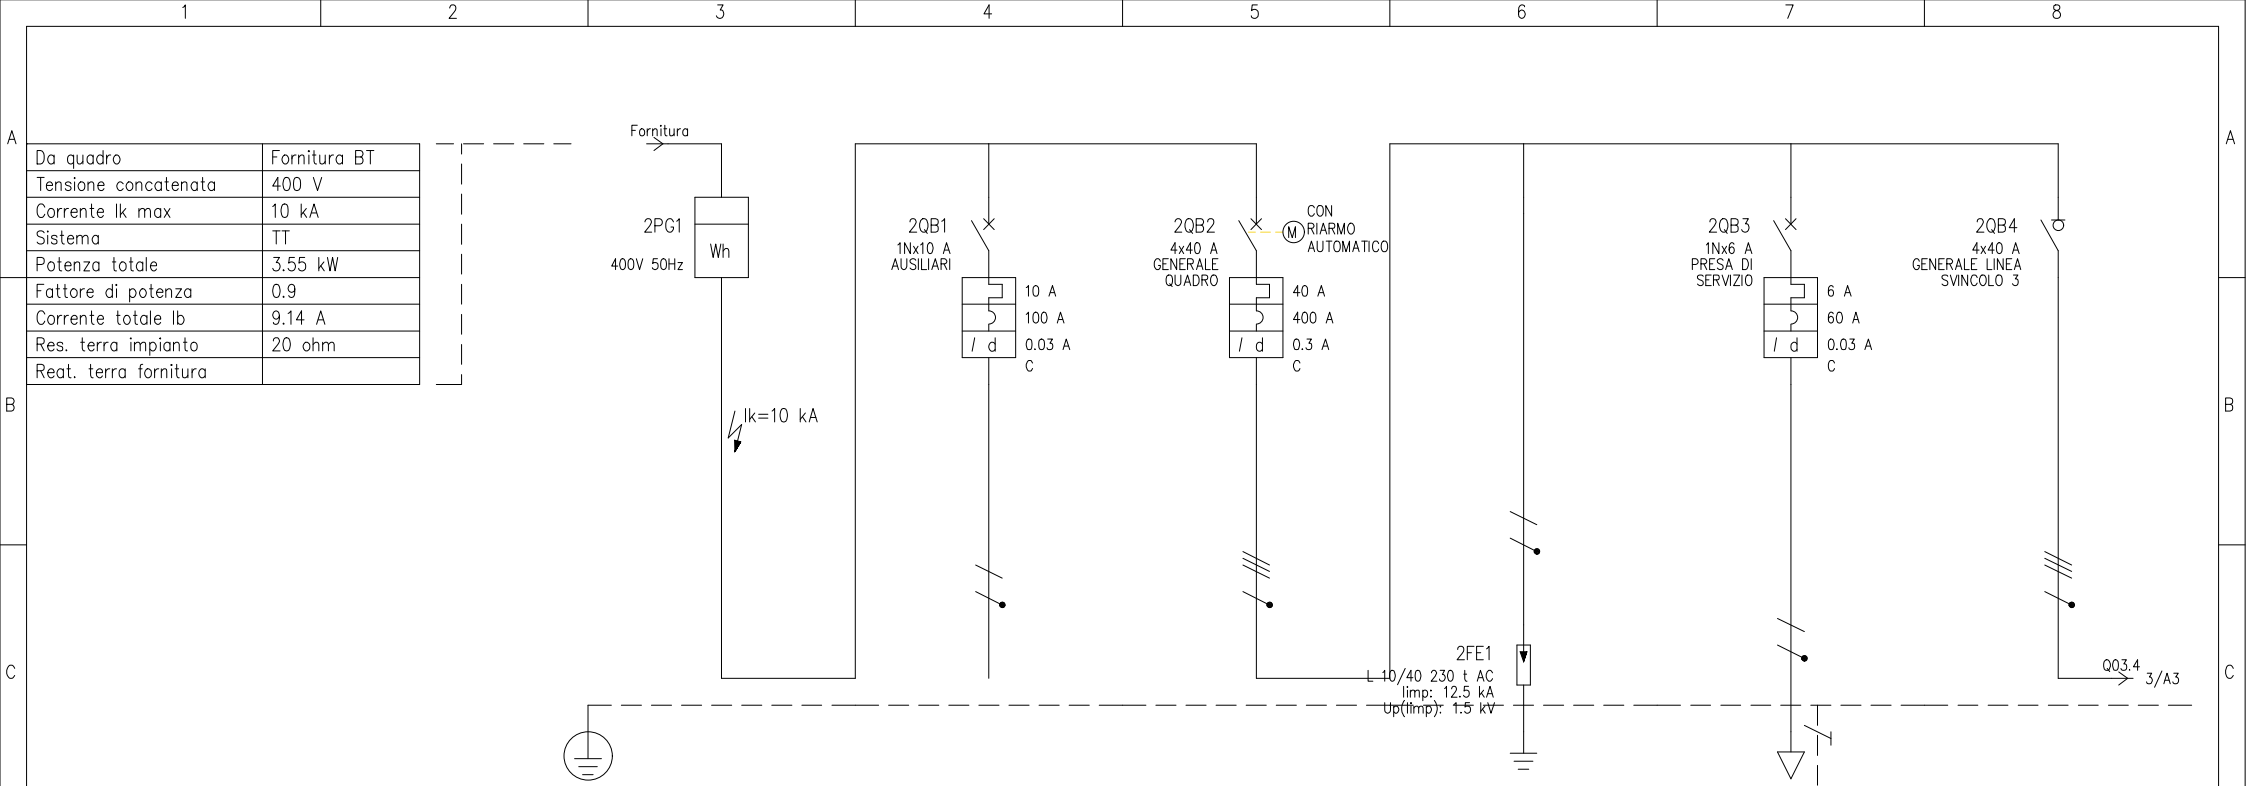 1 2 3 4 5 6 7 8
A A
Da quadro Fornitura BT
Tensione concatenata 400 V
Corrente Ik max 10 kA
Sistema TT
Potenza totale 3.55 kW
Fattore di potenza 0.9
Corrente totale Ib 9.14 A
Res. terra impianto 20 ohm
Reat. terra fornitura
Fornitura
2PG1
400V 50Hz
Wh
Ik=10 kA
2QB1
1Nx10 A
AUSILIARI
10 A
100 A
I d 0.03 A
C
2QB2
4x40 A
GENERALE
QUADRO
M
CON
RIARMO
AUTOMATICO
40 A
400 A
I d 0.3 A
C
2FE1
L 10/40 230 t AC
Iimp: 12.5 kA
Up(Iimp): 1.5 kV
2QB3
1Nx6 A
PRESA DI
SERVIZIO
6 A
60 A
I d 0.03 A
C
2QB4
4x40 A
GENERALE LINEA
SVINCOLO 3
Q03.4
3/A3
B B
C C